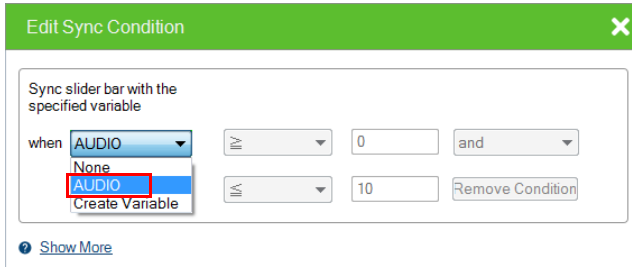 Edit Sync Condition
Sync slider bar with the
specified variable
when AUDIO ≧ 0 and
None
AUDIO
Create Variable
≦ 10 Remove Condition
Show More